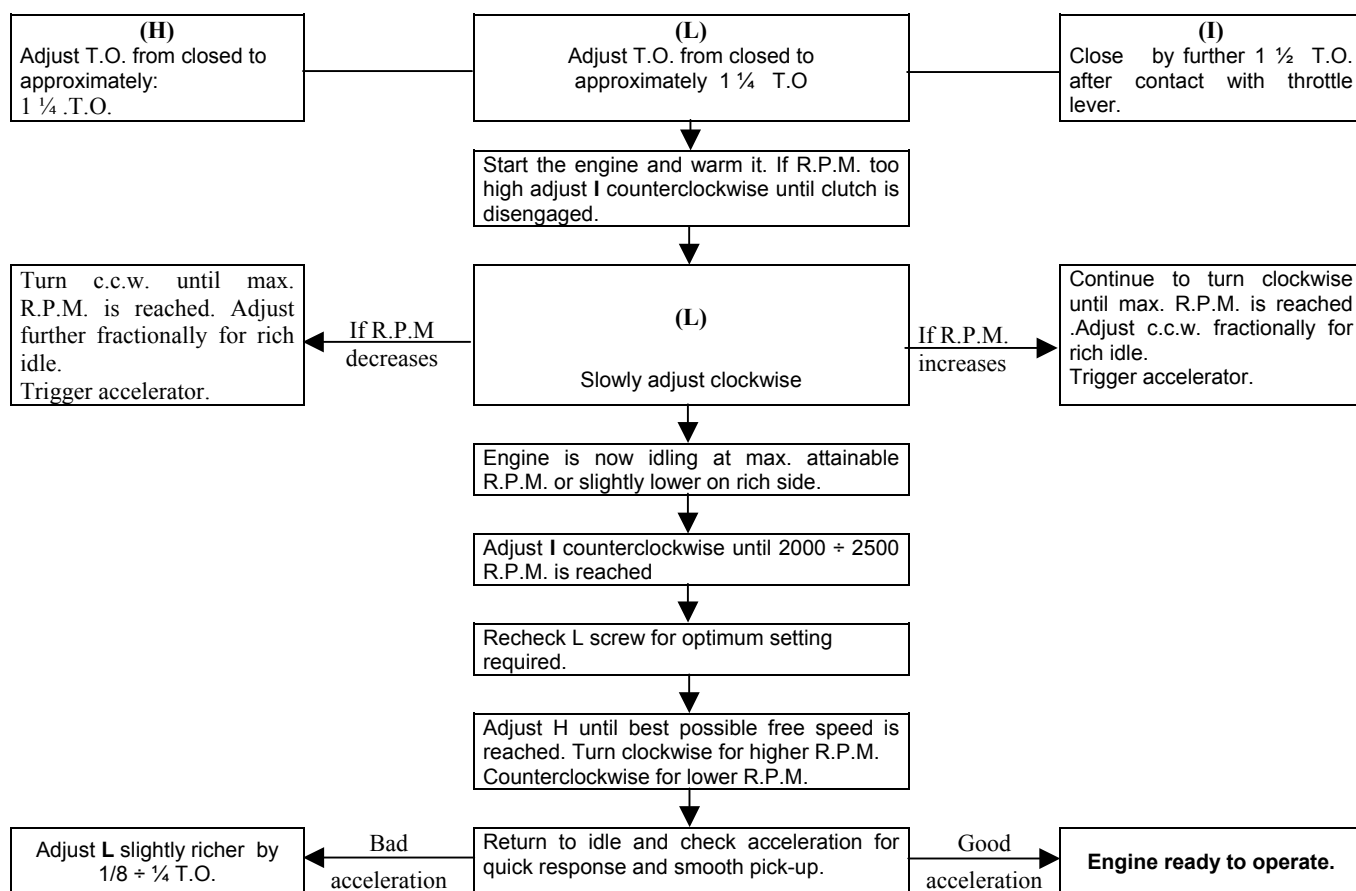 (H)
Adjust T.O. from closed to
approximately:
1 ¼ .T.O.
(L)
Adjust T.O. from closed to
approximately 1 ¼ T.O
(I)
Close by further 1 ½ T.O.
after contact with throttle
lever.
Start the engine and warm it. If R.P.M. too
high adjust I counterclockwise until clutch is
disengaged.
Turn c.c.w. until max.
R.P.M. is reached. Adjust
further fractionally for rich
idle.
Trigger accelerator.
If R.P.M
decreases
(L)
Slowly adjust clockwise
If R.P.M.
increases
Continue to turn clockwise
until max. R.P.M. is reached
.Adjust c.c.w. fractionally for
rich idle.
Trigger accelerator.
Engine is now idling at max. attainable
R.P.M. or slightly lower on rich side.
Adjust I counterclockwise until 2000 ÷ 2500
R.P.M. is reached
Recheck L screw for optimum setting
required.
Adjust H until best possible free speed is
reached. Turn clockwise for higher R.P.M.
Counterclockwise for lower R.P.M.
Adjust L slightly richer by
1/8 ÷ ¼ T.O.
Bad
acceleration
Return to idle and check acceleration for
quick response and smooth pick-up.
Good
acceleration
Engine ready to operate.